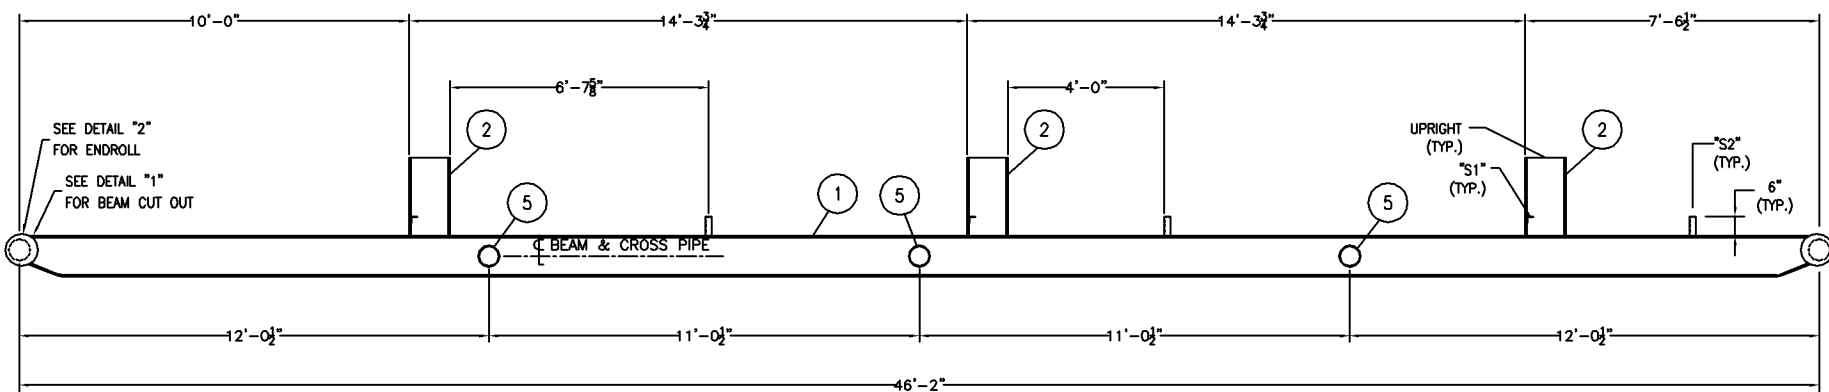 10'-0"
14'-3¾"
14'-3¾"
7'-6½"
6'-7⅝"
4'-0"
SEE DETAIL "2"
FOR ENDROLL
2
2
UPRIGHT
(TYP.)
2
"S2"
(TYP.)
"S1"
(TYP.)
SEE DETAIL "1"
FOR BEAM CUT OUT
5
1
5
5
6"
(TYP.)
℄ BEAM & CROSS PIPE
12'-0½"
11'-0½"
11'-0½"
12'-0½"
46'-2"